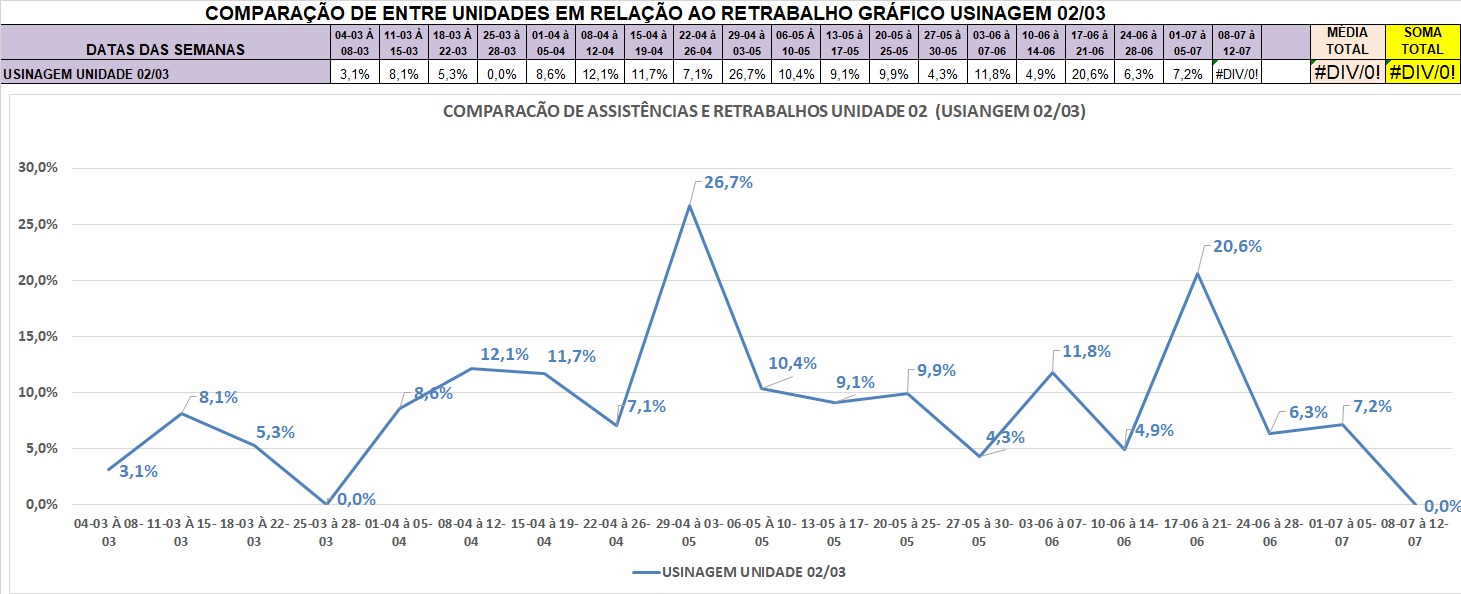 COMPARAÇÃO DE ENTRE UNIDADES EM RELAÇÃO AO RETRABALHO GRÁFICO USINAGEM 02/03
DATAS DAS SEMANAS
04-03 À 08-03
11-03 À 15-03
18-03 À 22-03
25-03 à 28-03
01-04 à 05-04
08-04 à 12-04
15-04 à 19-04
22-04 à 26-04
29-04 à 03-05
06-05 À 10-05
13-05 à 17-05
20-05 à 25-05
27-05 à 30-05
03-06 à 07-06
10-06 à 14-06
17-06 à 21-06
24-06 à 28-06
01-07 à 05-07
08-07 à 12-07
MÉDIA TOTAL
SOMA TOTAL
USINAGEM UNIDADE 02/03 3,1% 8,1% 5,3% 0,0% 8,6% 12,1% 11,7% 7,1% 26,7% 10,4% 9,1% 9,9% 4,3% 11,8% 4,9% 20,6% 6,3% 7,2% #DIV/0! #DIV/0! #DIV/0!
COMPARACÃO DE ASSISTÊNCIAS E RETRABALHOS UNIDADE 02 (USIANGEM 02/03)
30,0%
25,0%
20,0%
15,0%
10,0%
5,0%
0,0%
3,1%
8,1%
5,3%
0,0%
8,6%
12,1%
11,7%
7,1%
26,7%
10,4%
9,1%
9,9%
4,3%
11,8%
4,9%
20,6%
6,3%
7,2%
0,0%
04-03 À 08-03
11-03 À 15-03
18-03 À 22-03
25-03 à 28-03
01-04 à 05-04
08-04 à 12-04
15-04 à 19-04
22-04 à 26-04
29-04 à 03-05
06-05 À 10-05
13-05 à 17-05
20-05 à 25-05
27-05 à 30-05
03-06 à 07-06
10-06 à 14-06
17-06 à 21-06
24-06 à 28-06
01-07 à 05-07
08-07 à 12-07
USINAGEM UNIDADE 02/03